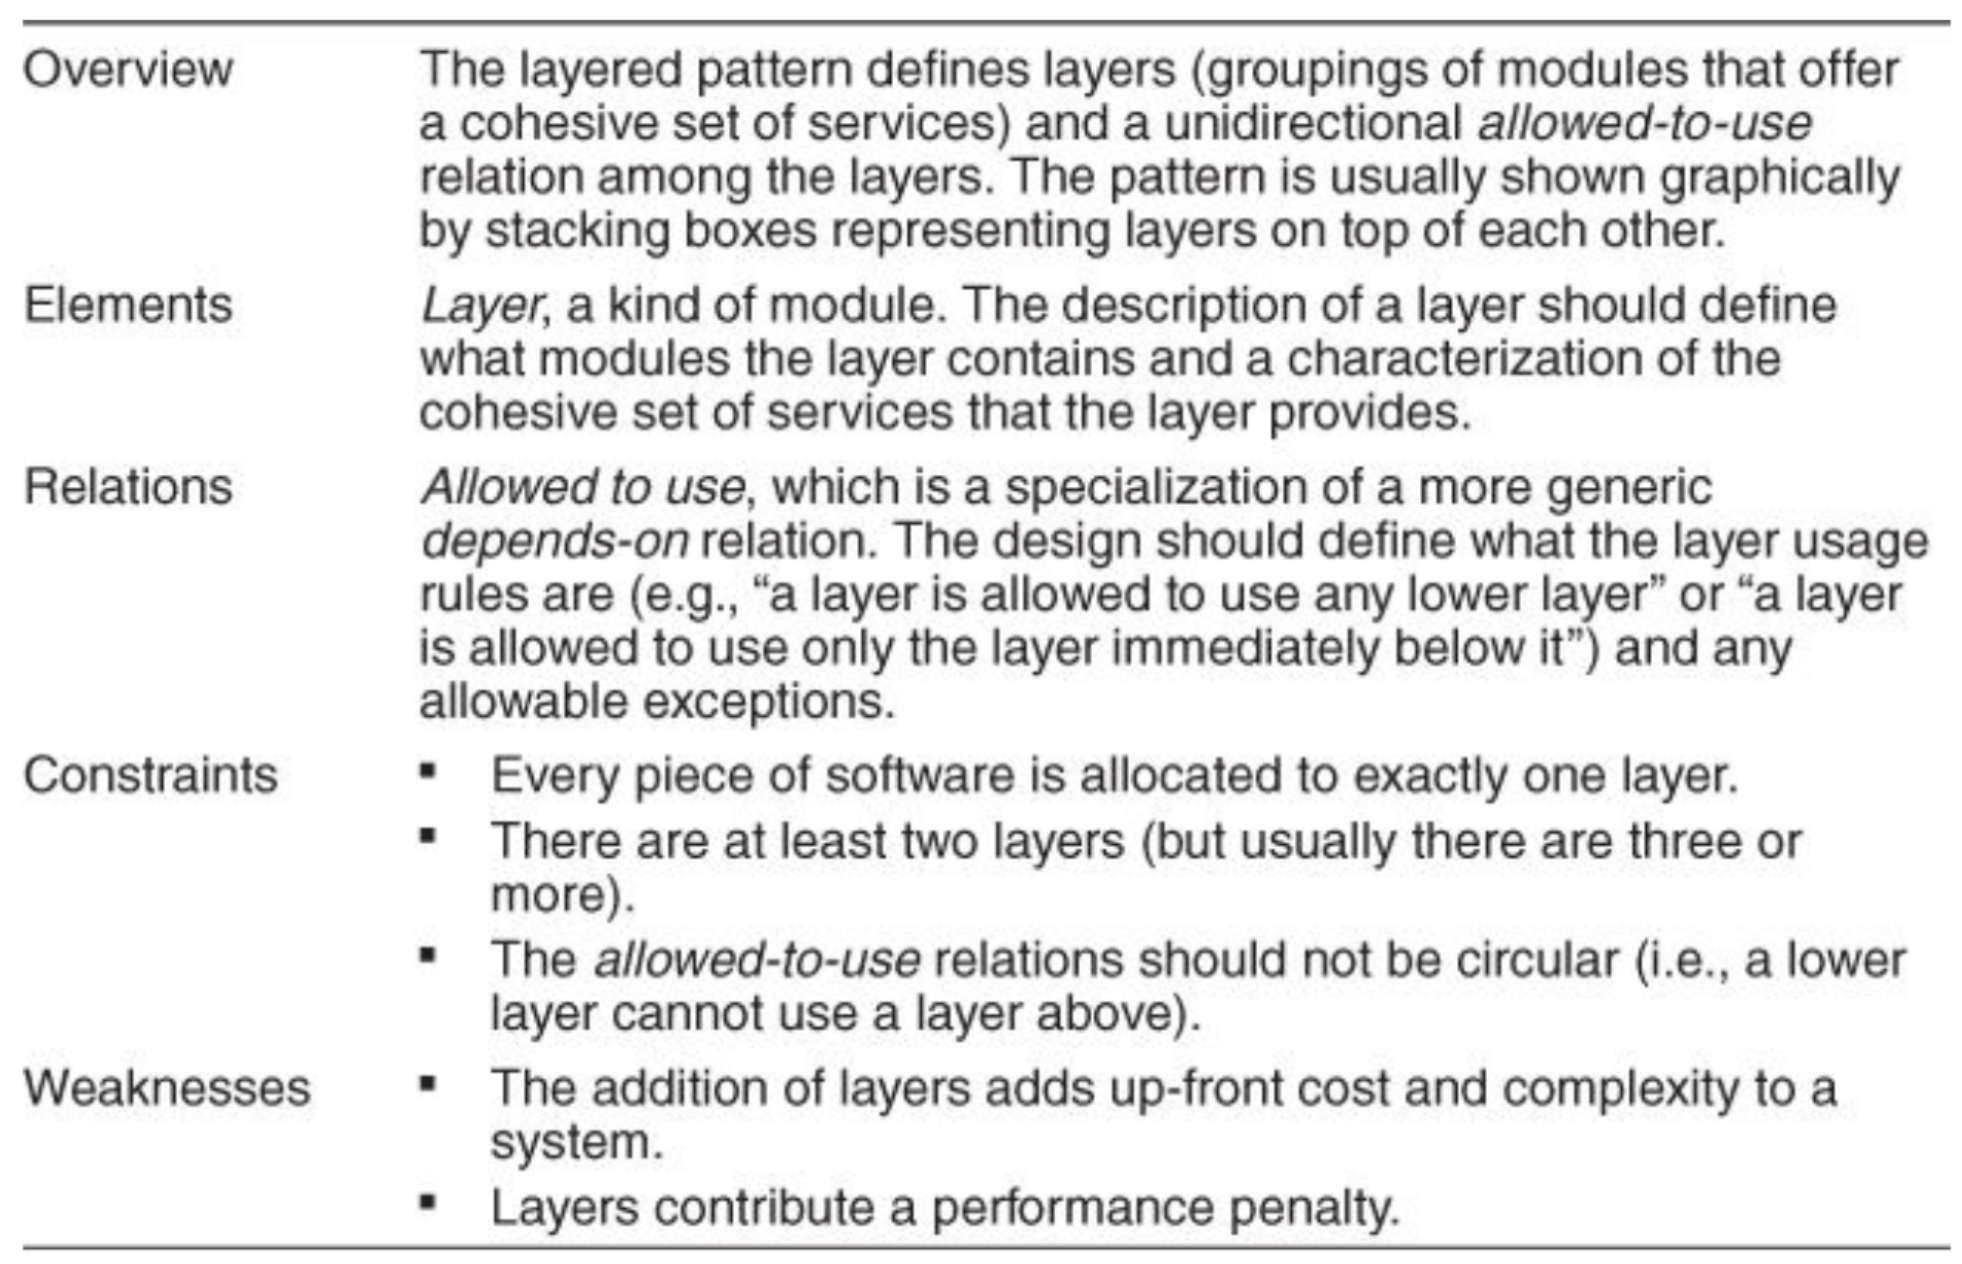 Overview The layered pattern defines layers (groupings of modules that offer
a cohesive set of services) and a unidirectional allowed-to-use
relation among the layers. The pattern is usually shown graphically
by stacking boxes representing layers on top of each other.
Elements Layer, a kind of module. The description of a layer should define
what modules the layer contains and a characterization of the
cohesive set of services that the layer provides.
Relations Allowed to use, which is a specialization of a more generic
depends-on relation. The design should define what the layer usage
rules are (e.g., “a layer is allowed to use any lower layer” or “a layer
is allowed to use only the layer immediately below it”) and any
allowable exceptions.
Constraints ▪ Every piece of software is allocated to exactly one layer.
▪ There are at least two layers (but usually there are three or
more).
▪ The allowed-to-use relations should not be circular (i.e., a lower
layer cannot use a layer above).
Weaknesses ▪ The addition of layers adds up-front cost and complexity to a
system.
▪ Layers contribute a performance penalty.